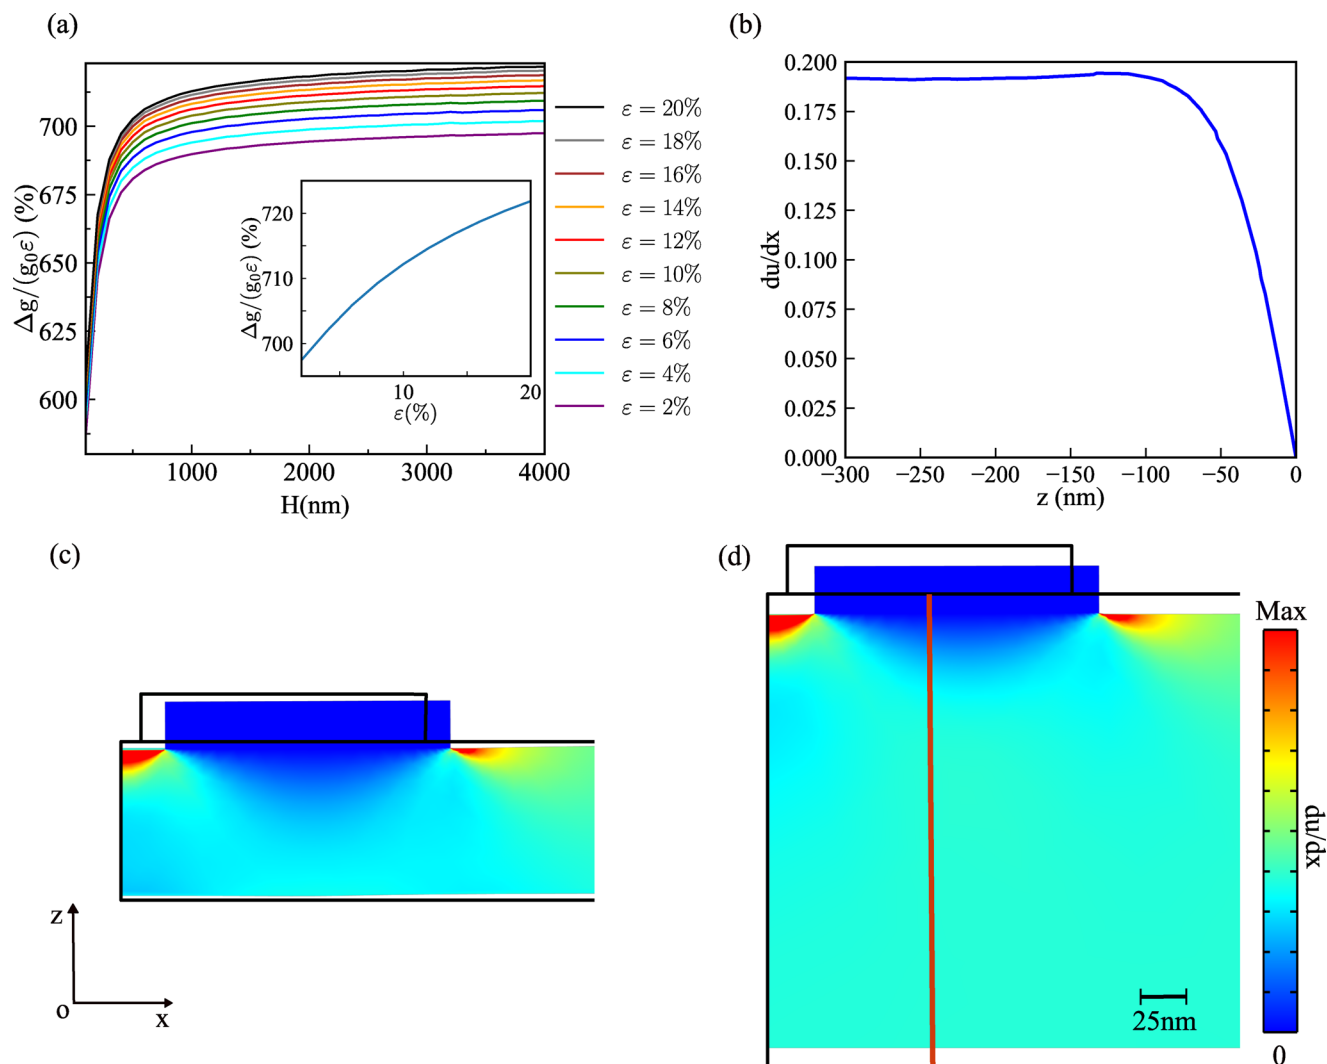 (a)
Δg/(g₀ε) (%)
700
675
650
625
600
1000
2000
3000
4000
H(nm)
Δg/(g₀ε) (%)
720
710
700
10
20
ε(%)
ε = 20%
ε = 18%
ε = 16%
ε = 14%
ε = 12%
ε = 10%
ε = 8%
ε = 6%
ε = 4%
ε = 2%
(b)
du/dx
0.200
0.175
0.150
0.125
0.100
0.075
0.050
0.025
0.000
−300
−250
−200
−150
−100
−50
0
z (nm)
(c)
z
o
x
(d)
25nm
Max
du/dx
0